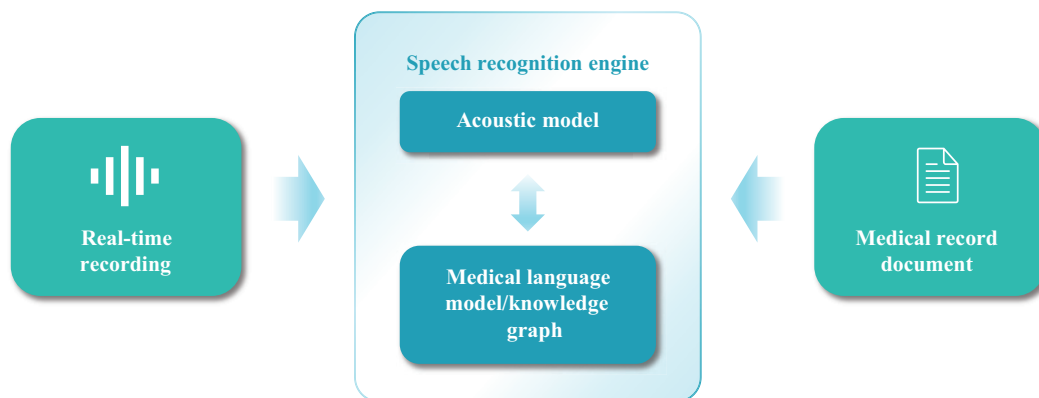 Speech recognition engine
Acoustic model
Real-time
recording
Medical language
model/knowledge
graph
Medical record
document